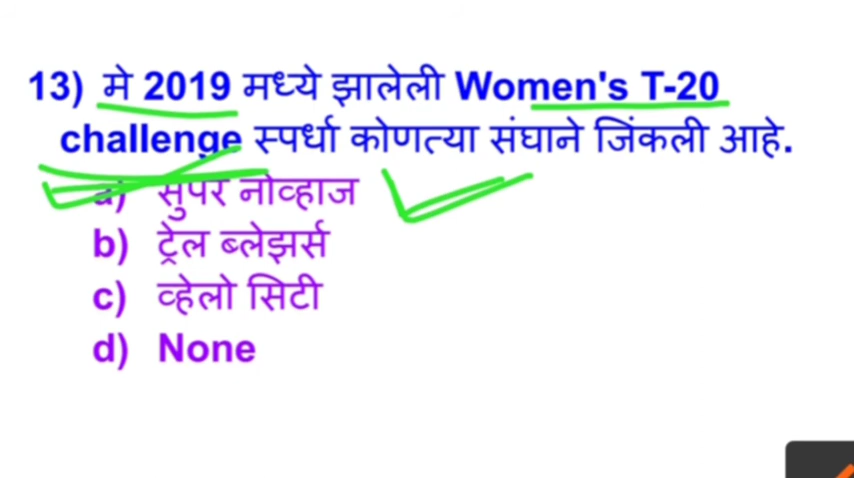 13) मे 2019 मध्ये झालेली Women's T-20
challenge स्पर्धा कोणत्या संघाने जिंकली आहे.
a) सुपर नोव्हाज
b) ट्रेल ब्लेझर्स
c) व्हेलो सिटी
d) None